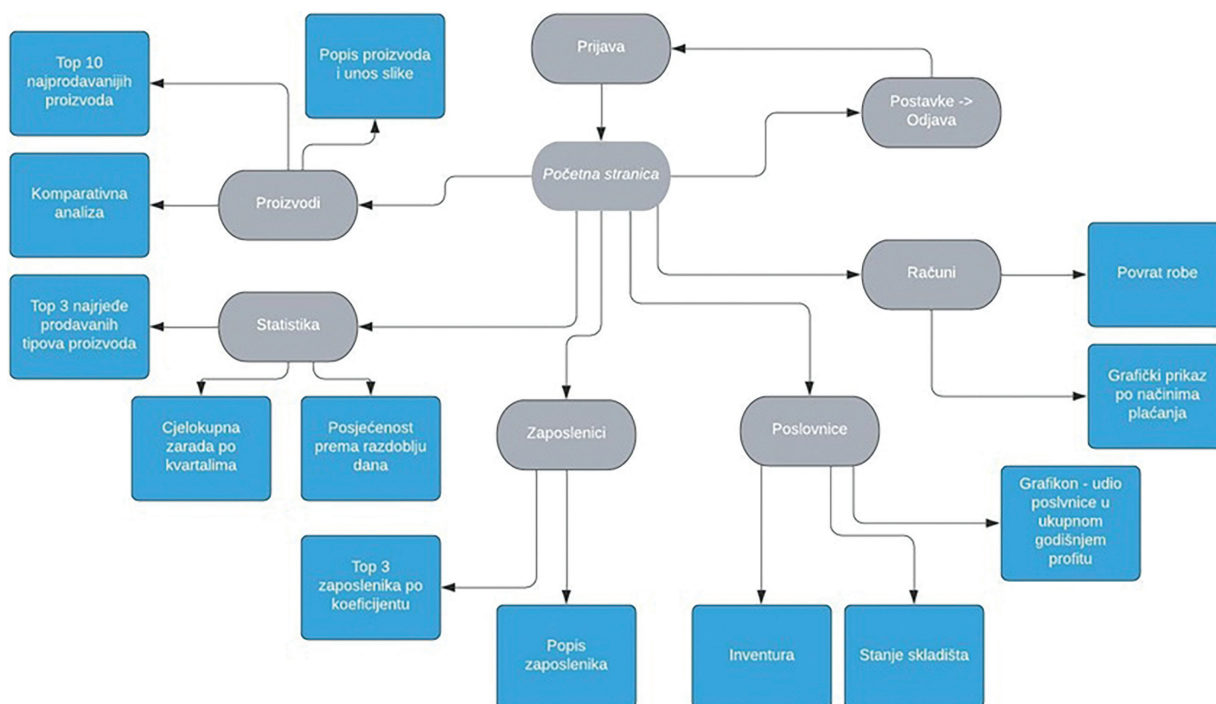 Top 10
najprodavanijih
proizvoda
Popis proizvoda
i unos slike
Prijava
Postavke ->
Odjava
Početna stranica
Komparativna
analiza
Proizvodi
Računi
Povrat robe
Top 3 najrjeđe
prodavanih
tipova proizvoda
Statistika
Grafički prikaz
po načinima
plaćanja
Cjelokupna
zarada po
kvartalima
Posjećenost
prema razdoblju
dana
Zaposlenici
Poslovnice
Grafikon - udio
poslvnice u
ukupnom
godišnjem
profitu
Top 3
zaposlenika po
koeficijentu
Popis
zaposlenika
Inventura
Stanje skladišta